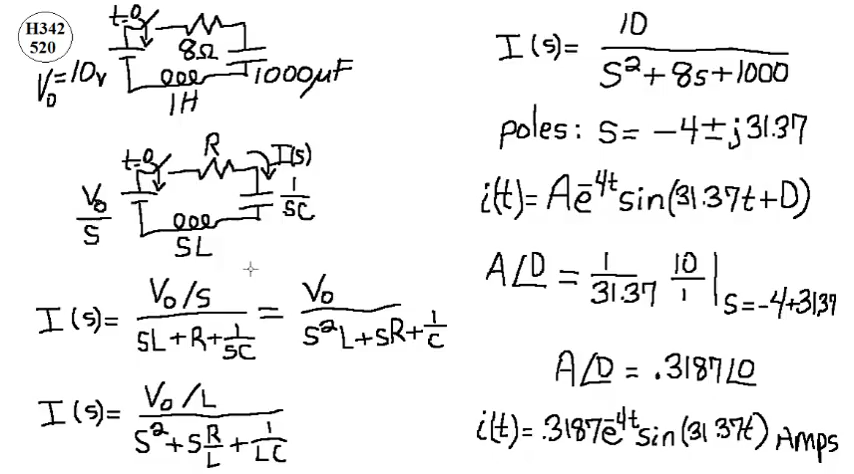 H342
520
t=0
8Ω
V₀=10v
1000μF
1H
t=0
R
I(s)
V₀/S
1/SC
SL
I(s)= (V₀/S)/(SL+R+1/SC) = V₀/(S²L+SR+1/C)
I(s)= (V₀/L)/(S²+S R/L+1/LC)
I(s)= 10/(S²+8s+1000)
poles: S= -4±j31.37
i(t)= Ae^-4t sin(31.37t+D)
A∠D = 1/31.37 10/1 |S=-4+j31.37
A∠D = .3187∠0
i(t)= .3187e^-4t sin(31.37t) Amps